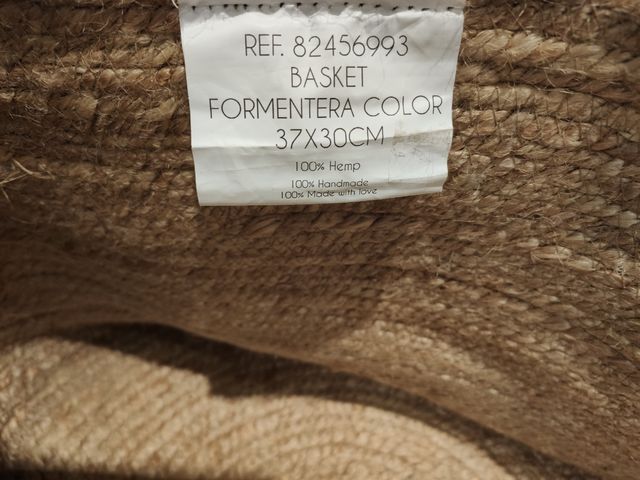 REF. 82456993
BASKET
FORMENTERA COLOR
37X30CM
100% Hemp
100% Handmade
100% Made with love